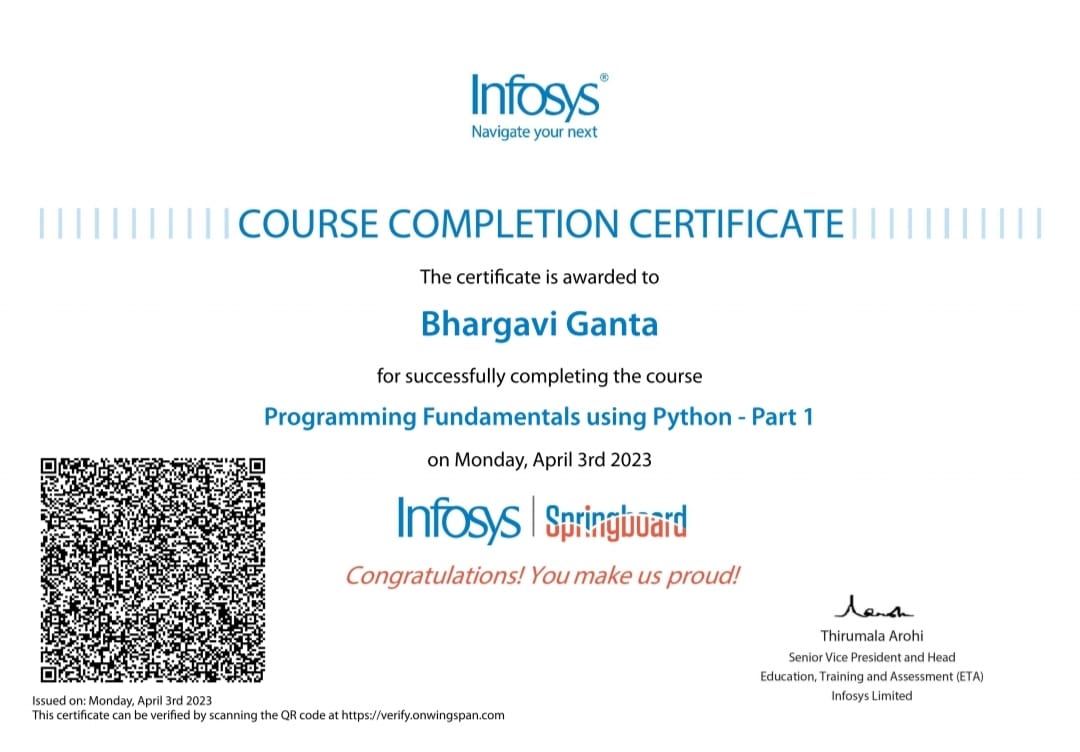 Infosys®
Navigate your next
COURSE COMPLETION CERTIFICATE
The certificate is awarded to
Bhargavi Ganta
for successfully completing the course
Programming Fundamentals using Python - Part 1
on Monday, April 3rd 2023
Infosys | Springboard
Congratulations! You make us proud!
Thirumala Arohi
Senior Vice President and Head
Education, Training and Assessment (ETA)
Infosys Limited
Issued on: Monday, April 3rd 2023
This certificate can be verified by scanning the QR code at https://verify.onwingspan.com